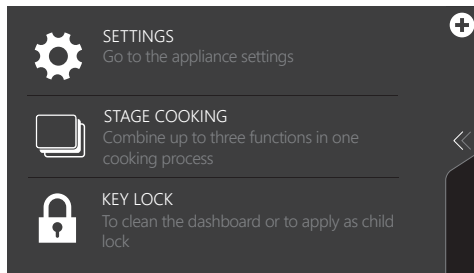 SETTINGS
Go to the appliance settings
STAGE COOKING
Combine up to three functions in one
cooking process
KEY LOCK
To clean the dashboard or to apply as child
lock